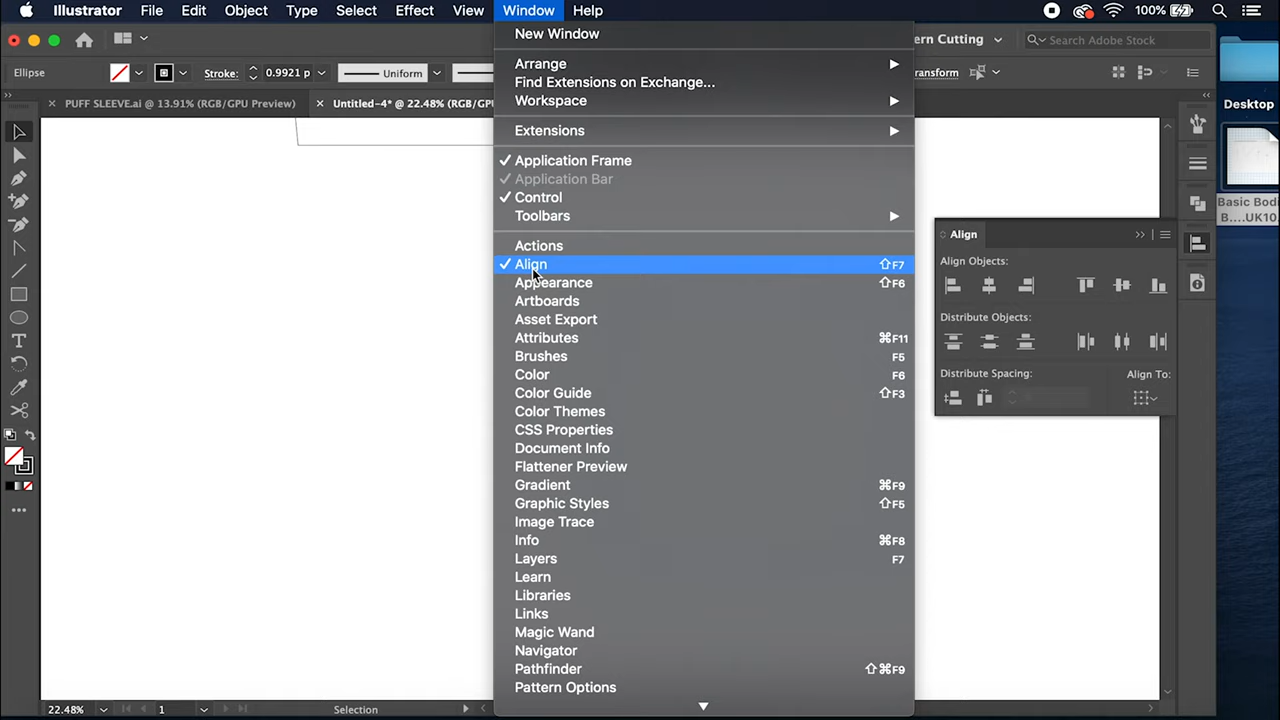 Illustrator File Edit Object Type Select Effect View Window Help 100%
New Window
ern Cutting
Search Adobe Stock
Ellipse
Stroke:
0.9921 p
Uniform
Arrange
Find Extensions on Exchange...
ransform
Workspace
PUFF SLEEVE.ai @ 13.91% (RGB/GPU Preview)
Untitled-4* @ 22.48% (RGB/GPU
Desktop
Extensions
Application Frame
Application Bar
Control
Toolbars
Basic Bodi
B....UK10
Actions
Align ⇧F7
Appearance ⇧F6
Artboards
Asset Export
Attributes ⌘F11
Brushes F5
Color F6
Color Guide ⇧F3
Color Themes
CSS Properties
Document Info
Flattener Preview
Gradient ⌘F9
Graphic Styles ⇧F5
Image Trace
Info ⌘F8
Layers F7
Learn
Libraries
Links
Magic Wand
Navigator
Pathfinder ⇧⌘F9
Pattern Options
Align
Align Objects:
Distribute Objects:
Distribute Spacing:
Align To:
0
22.48%
1
Selection